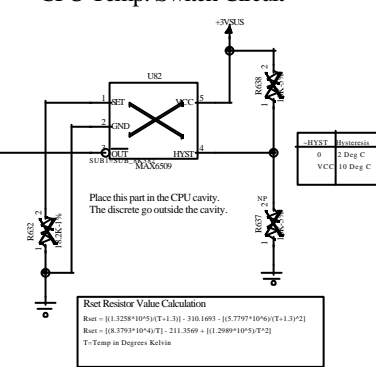 CPU Temp. Switch Circuit
+3VSUS
U82
1
SET
VCC
5
2
GND
3
OUT
HYST
4
MAX6509
R638
2
1
~HYST Hysteresis
0 2 Deg C
VCC 10 Deg C
Place this part in the CPU cavity.
The discrete go outside the cavity.
NP
R637
2
1
R632
2
1
Rset Resistor Value Calculation
Rset = [(1.3258*10^5)/(T+1.3)] - 310.1693 - [(5.7797*10^6)/(T+1.3)^2]
Rset = [(8.3793*10^4)/T] - 211.3569 + [(1.2989*10^5)/T^2]
T=Temp in Degrees Kelvin